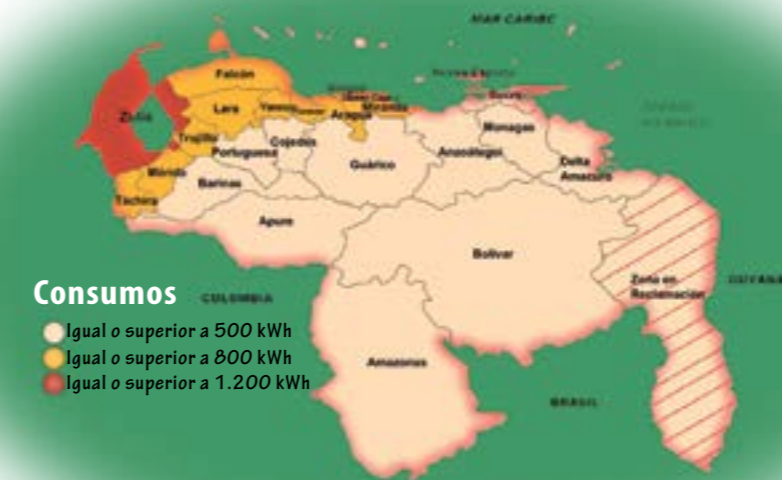 MAR CARIBE
Falcón
Zulia
Lara
Yaracuy
Miranda
Aragua
Sucre
Trujillo
Cojedes
Monagas
Portuguesa
Guárico
Anzoátegui
Mérida
Barinas
Delta
Amacuro
Táchira
Apure
Bolívar
Zona en
Reclamación
GUYANA
Consumos
COLOMBIA
Igual o superior a 500 kWh
Igual o superior a 800 kWh
Igual o superior a 1.200 kWh
Amazonas
BRASIL